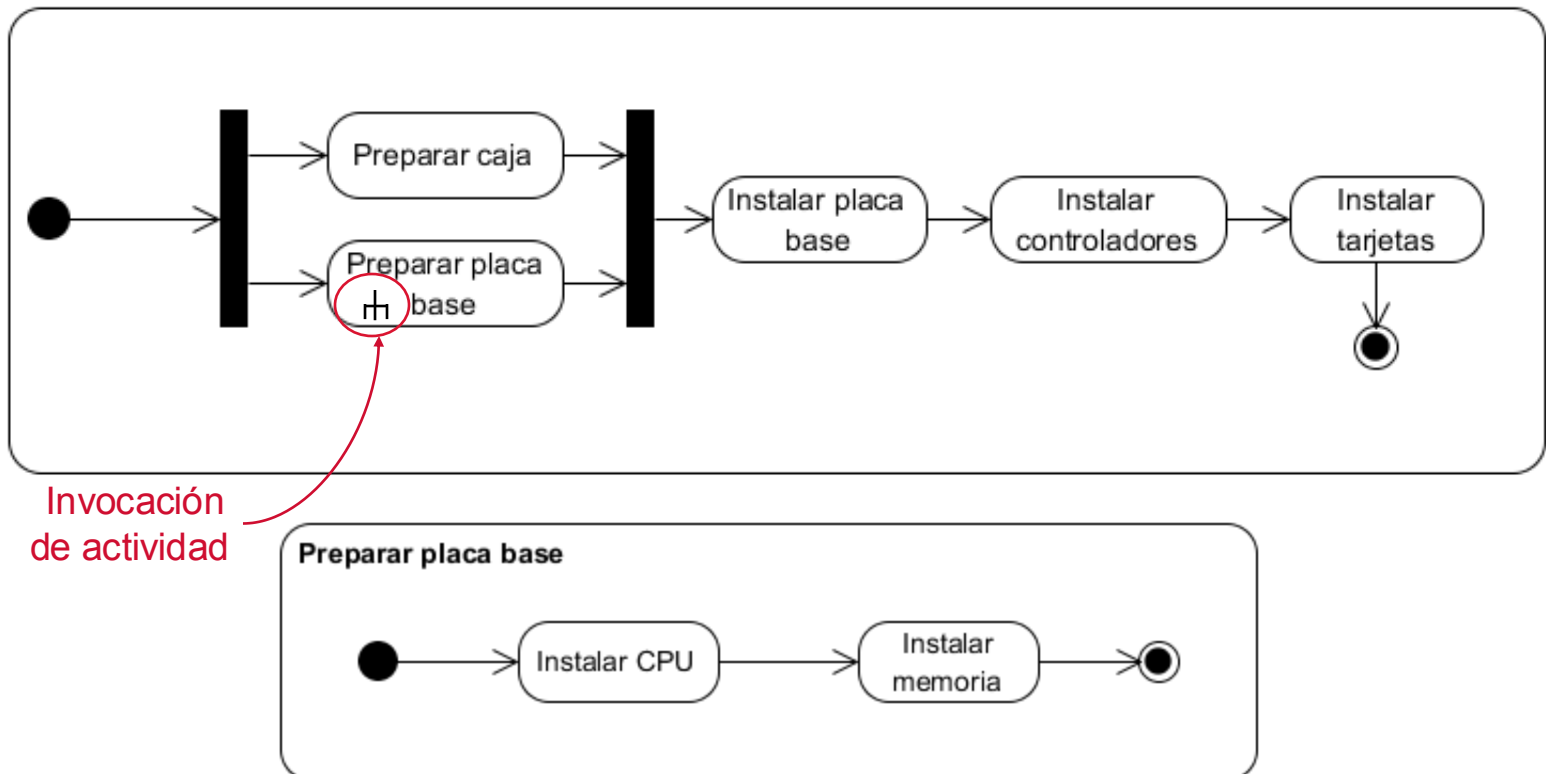 Preparar caja
Preparar placa
base
Instalar placa
base
Instalar
controladores
Instalar
tarjetas
Invocación
de actividad
Preparar placa base
Instalar CPU
Instalar
memoria